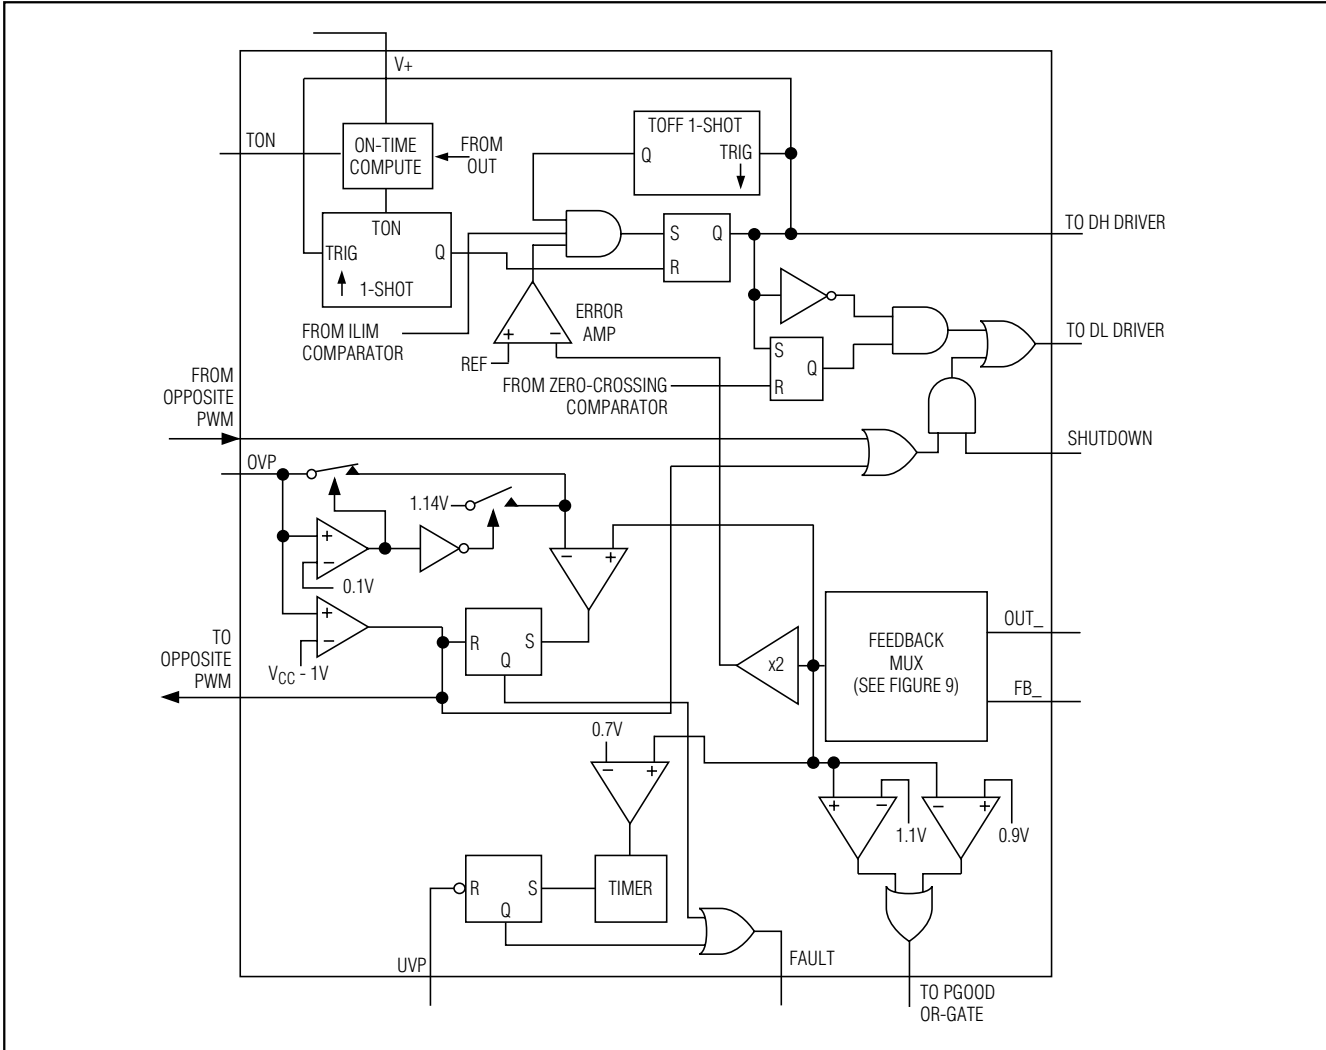 V+
TON
ON-TIME
COMPUTE
FROM
OUT
TOFF 1-SHOT
Q
TRIG
TON
TRIG
Q
1-SHOT
S
Q
R
TO DH DRIVER
FROM ILIM
COMPARATOR
+
−
ERROR
AMP
REF
S
Q
R
TO DL DRIVER
FROM ZERO-CROSSING
COMPARATOR
FROM
OPPOSITE
PWM
SHUTDOWN
OVP
1.14V
+
−
0.1V
−
+
+
−
VCC - 1V
TO
OPPOSITE
PWM
R
S
Q
x2
FEEDBACK
MUX
(SEE FIGURE 9)
OUT_
FB_
0.7V
−
+
+
−
1.1V
−
+
0.9V
R
S
Q
TIMER
UVP
FAULT
TO PGOOD
OR-GATE